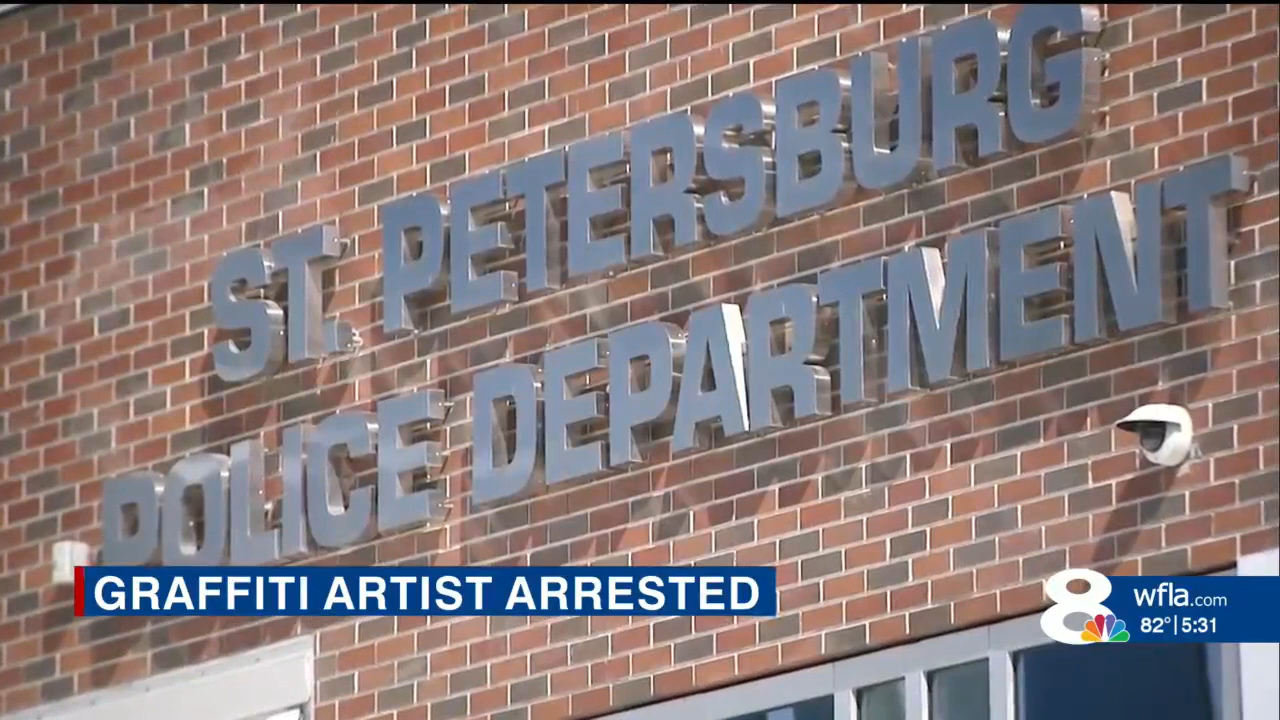 ST. PETERSBURG
POLICE DEPARTMENT
GRAFFITI ARTIST ARRESTED
8
wfla.com
82° | 5:31